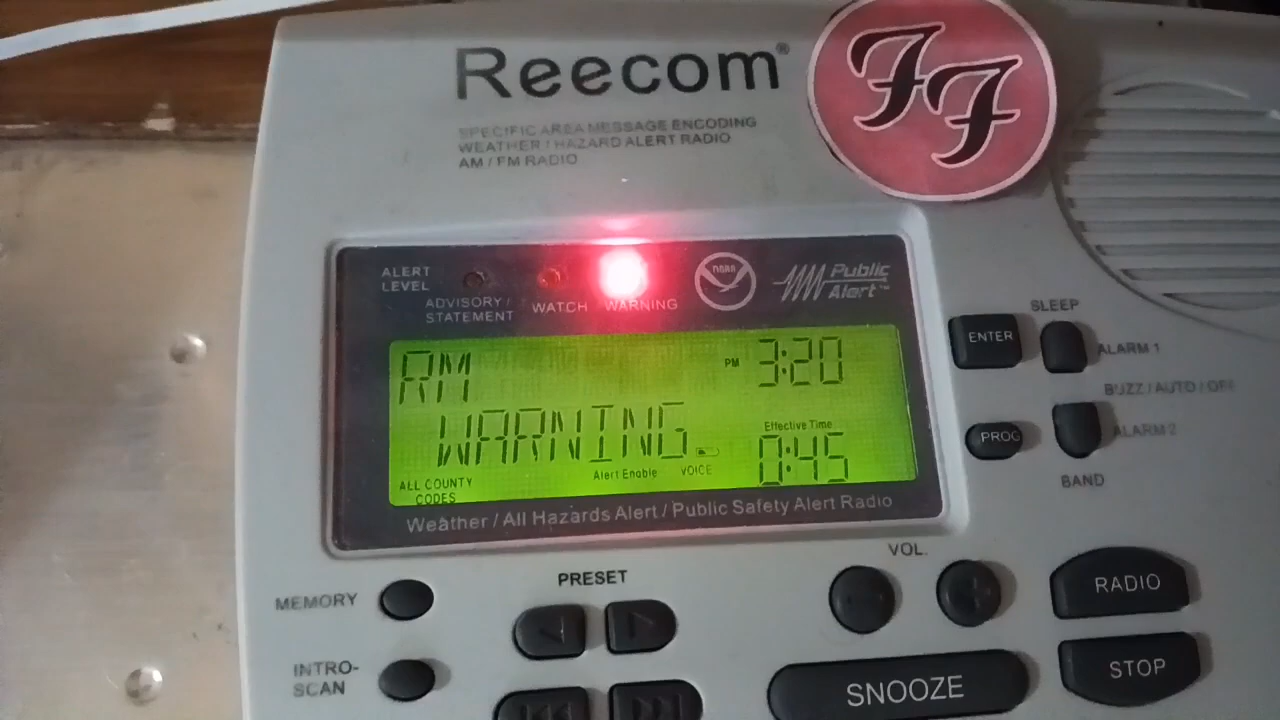 Reecom®
FF
SPECIFIC AREA MESSAGE ENCODING
WEATHER / HAZARD ALERT RADIO
AM / FM RADIO
ALERT
LEVEL
ADVISORY /
STATEMENT
WATCH
WARNING
noaa
Public
Alert™
RM
PM 3:20
WARNING
Effective Time
0:45
ALL COUNTY
CODES
Alert Enable
VOICE
Weather / All Hazards Alert / Public Safety Alert Radio
SLEEP
ENTER
ALARM 1
BUZZ / AUTO / OFF
PROG
ALARM 2
BAND
VOL.
PRESET
MEMORY
RADIO
INTRO-
SCAN
SNOOZE
STOP